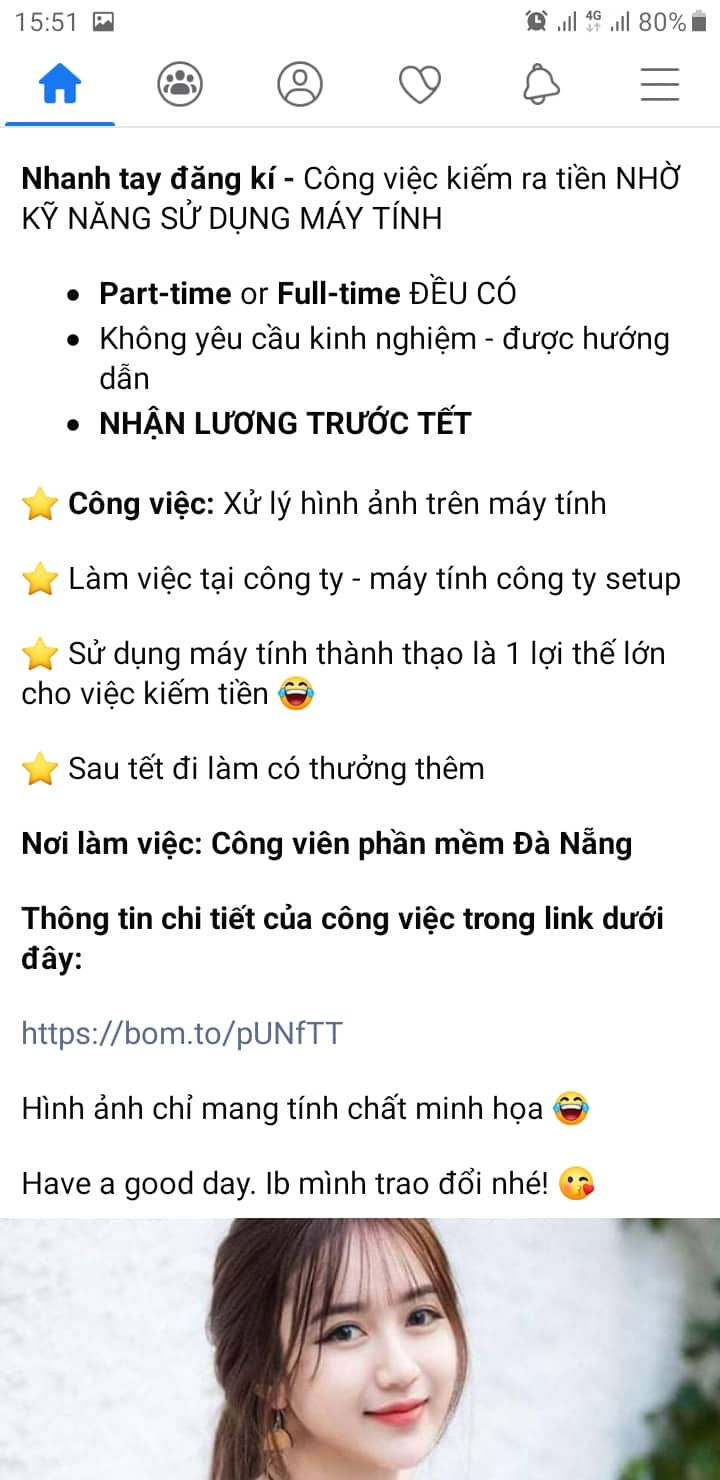 15:51 4G 80%
Nhanh tay đăng kí - Công việc kiếm ra tiền NHỜ
KỸ NĂNG SỬ DỤNG MÁY TÍNH
• Part-time or Full-time ĐỀU CÓ
• Không yêu cầu kinh nghiệm - được hướng
dẫn
• NHẬN LƯƠNG TRƯỚC TẾT
⭐ Công việc: Xử lý hình ảnh trên máy tính
⭐ Làm việc tại công ty - máy tính công ty setup
⭐ Sử dụng máy tính thành thạo là 1 lợi thế lớn
cho việc kiếm tiền 😂
⭐ Sau tết đi làm có thưởng thêm
Nơi làm việc: Công viên phần mềm Đà Nẵng
Thông tin chi tiết của công việc trong link dưới
đây:
https://bom.to/pUNfTT
Hình ảnh chỉ mang tính chất minh họa 😂
Have a good day. Ib mình trao đổi nhé! 😘